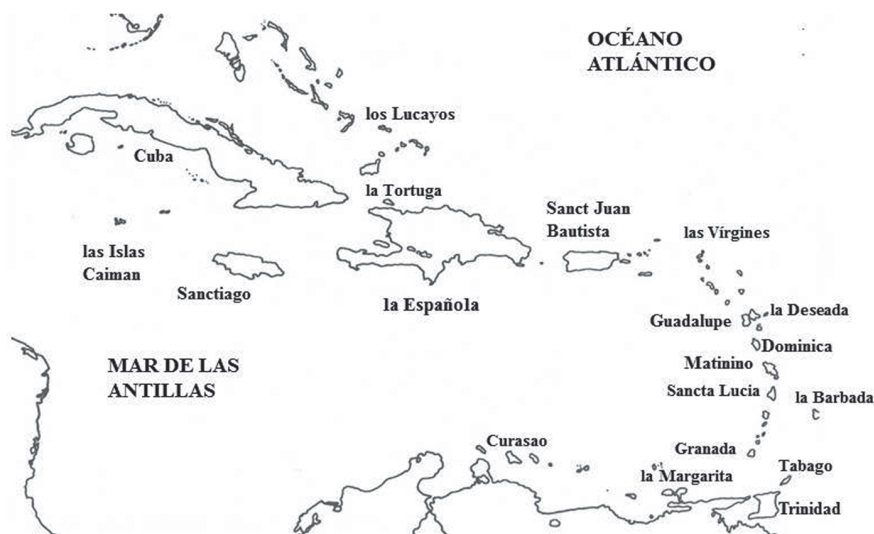 OCÉANO
ATLÁNTICO
los Lucayos
Cuba
la Tortuga
Sanct Juan
Bautista
las Vírgines
las Islas
Caiman
Sanctiago
la Española
la Deseada
Guadalupe
Dominica
MAR DE LAS
ANTILLAS
Matinino
Sancta Lucia
la Barbada
Curasao
Granada
la Margarita
Tabago
Trinidad